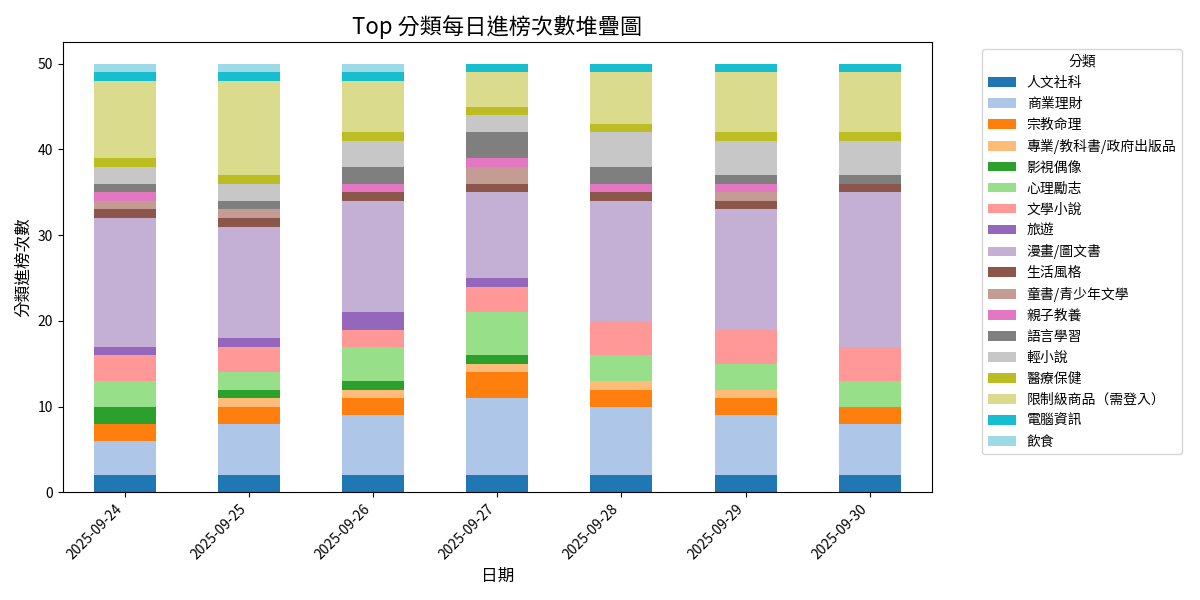 Top 分類每日進榜次數堆疊圖
分類進榜次數
50
40
30
20
10
0
2025-09-24
2025-09-25
2025-09-26
2025-09-27
2025-09-28
2025-09-29
2025-09-30
日期
分類
人文社科
商業理財
宗教命理
專業/教科書/政府出版品
影視偶像
心理勵志
文學小說
旅遊
漫畫/圖文書
生活風格
童書/青少年文學
親子教養
語言學習
輕小說
醫療保健
限制級商品（需登入）
電腦資訊
飲食